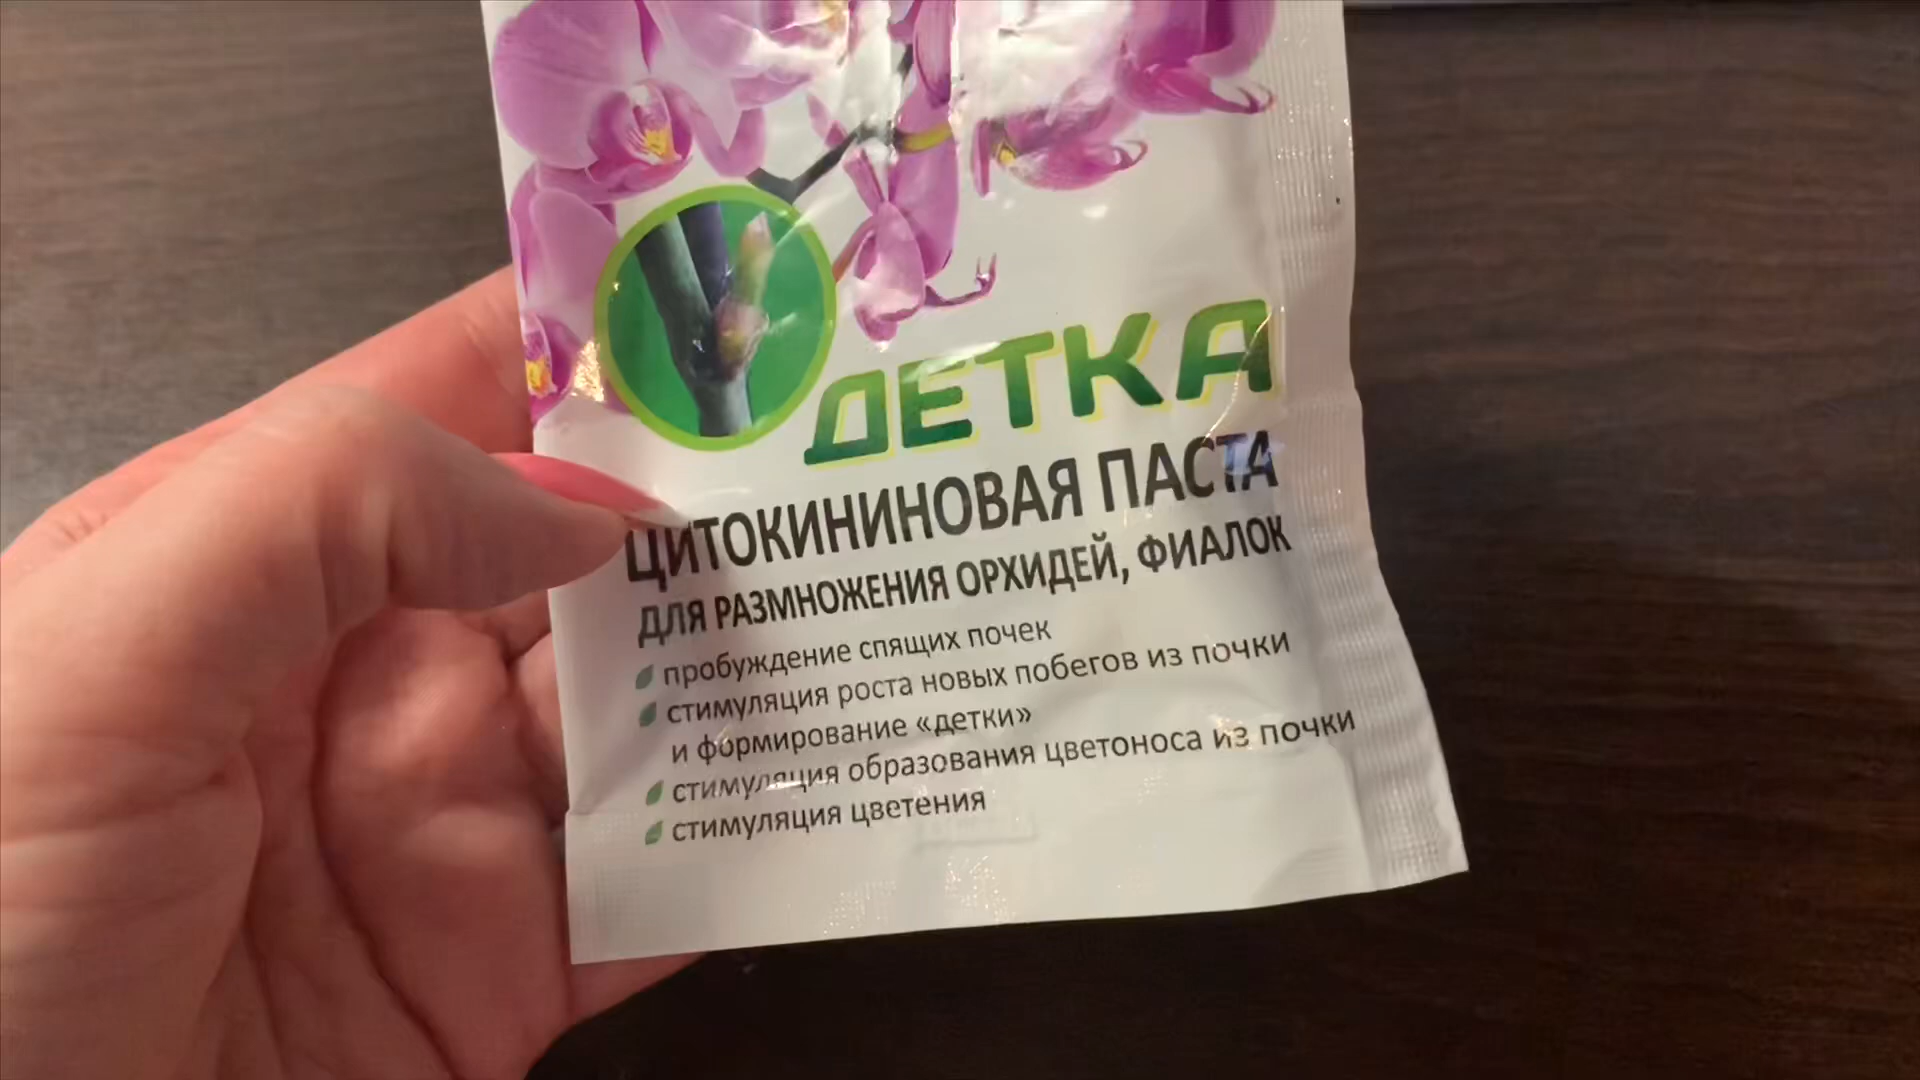 ДЕТКА
ЦИТОКИНИНОВАЯ ПАСТА
ДЛЯ РАЗМНОЖЕНИЯ ОРХИДЕЙ, ФИАЛОК
пробуждение спящих почек
стимуляция роста новых побегов из почки
и формирование «детки»
стимуляция образования цветоноса из почки
стимуляция цветения